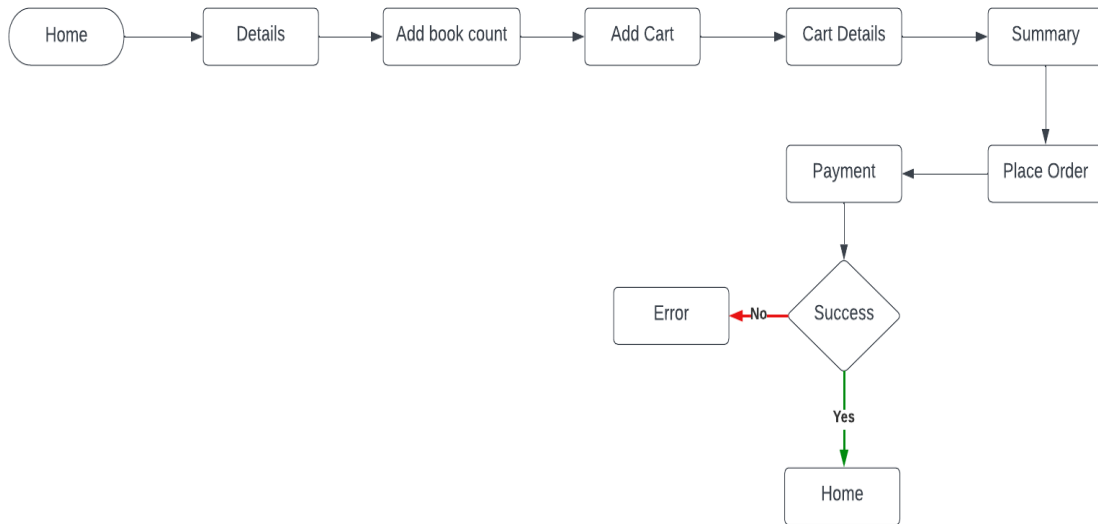 Home
Details
Add book count
Add Cart
Cart Details
Summary
Payment
Place Order
Error
No
Success
Yes
Home